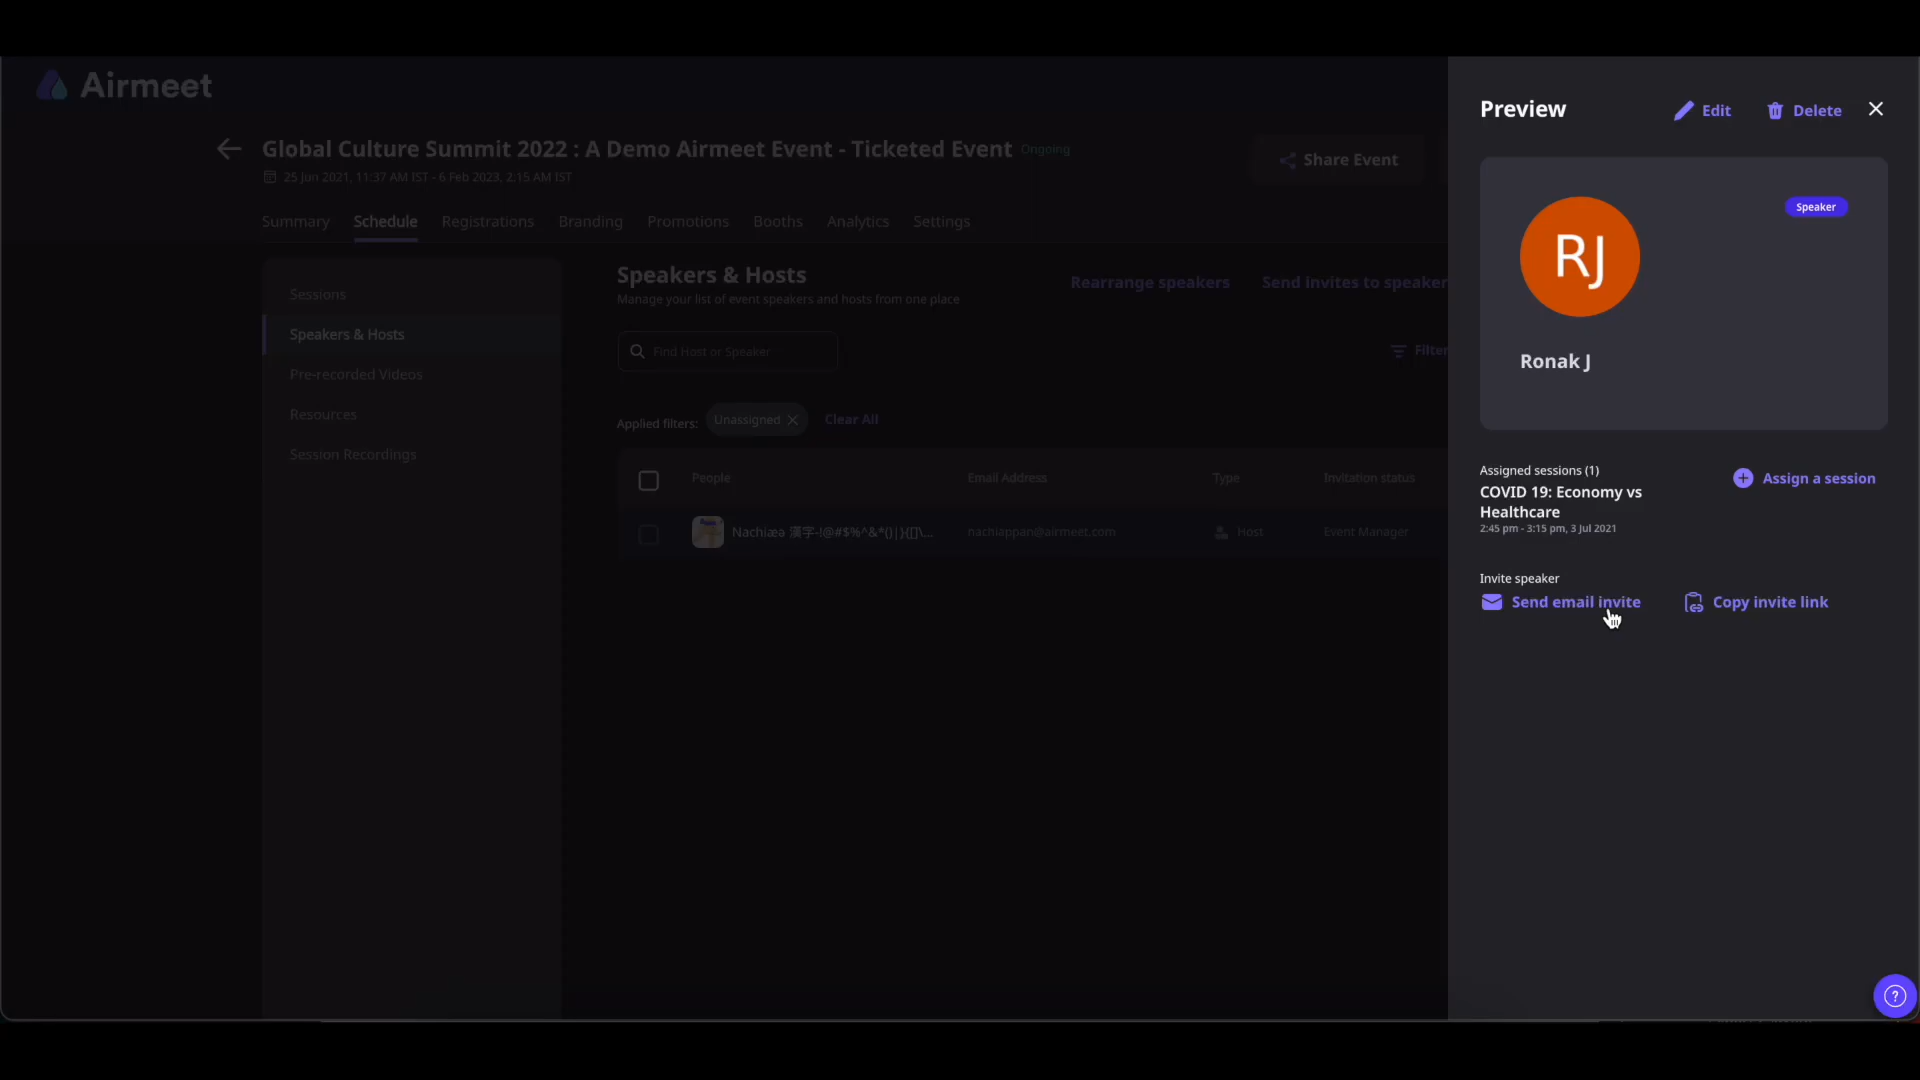 Airmeet
Global Culture Summit 2022 : A Demo Airmeet Event - Ticketed Event Ongoing
25 Jun 2021, 11:37 AM IST - 6 Feb 2023, 2:15 AM IST
Share Event
Summary Schedule Registrations Branding Promotions Booths Analytics Settings
Sessions
Speakers & Hosts
Pre-recorded Videos
Resources
Session Recordings
Speakers & Hosts
Manage your list of event speakers and hosts from one place
Rearrange speakers Send invites to speaker
Find Host or Speaker
Filter
Applied filters: Unassigned Clear All
People Email Address Type Invitation status
Nachiæə 漢字-!@#$%^&*()|}{[]\... nachiappan@airmeet.com Host Event Manager
Preview Edit Delete
Speaker
RJ
Ronak J
Assigned sessions (1)
Assign a session
COVID 19: Economy vs
Healthcare
2:45 pm - 3:15 pm, 3 Jul 2021
Invite speaker
Send email invite Copy invite link
?